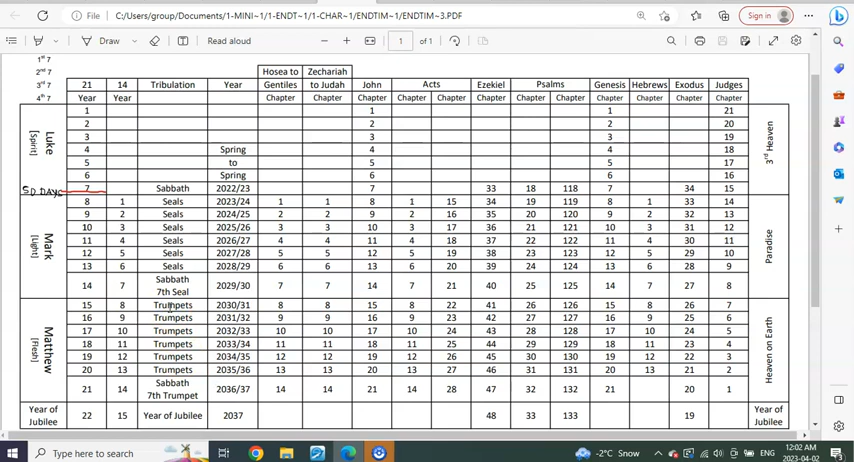 File
C:/Users/group/Documents/1-MINI~1/1-ENDT~1/1-CHAR~1/ENDTIM~1/ENDTIM~3.PDF
Sign in
Draw
Read aloud
1
of 1
1st 7
2nd 7 Hosea to Zechariah
3rd 7 21 14 Tribulation Year Gentiles to Judah John Acts Ezekiel Psalms Genesis Hebrews Exodus Judges
4th 7 Year Year Chapter Chapter Chapter Chapter Chapter Chapter Chapter Chapter Chapter Chapter Chapter Chapter
Luke
[Spirit]
1 1 1 21
2 2 2 20
3 3 3 19
4 Spring 4 4 18
5 to 5 5 17
6 Spring 6 6 16
50 DAYS 7 Sabbath 2022/23 7 33 18 118 7 34 15
3rd Heaven
Mark
[Light]
8 1 Seals 2023/24 1 1 8 1 15 34 19 119 8 1 33 14
9 2 Seals 2024/25 2 2 9 2 16 35 20 120 9 2 32 13
10 3 Seals 2025/26 3 3 10 3 17 36 21 121 10 3 31 12
11 4 Seals 2026/27 4 4 11 4 18 37 22 122 11 4 30 11
12 5 Seals 2027/28 5 5 12 5 19 38 23 123 12 5 29 10
13 6 Seals 2028/29 6 6 13 6 20 39 24 124 13 6 28 9
14 7 Sabbath 7th Seal 2029/30 7 7 14 7 21 40 25 125 14 7 27 8
Paradise
Matthew
[Flesh]
15 8 Trumpets 2030/31 8 8 15 8 22 41 26 126 15 8 26 7
16 9 Trumpets 2031/32 9 9 16 9 23 42 27 127 16 9 25 6
17 10 Trumpets 2032/33 10 10 17 10 24 43 28 128 17 10 24 5
18 11 Trumpets 2033/34 11 11 18 11 25 44 29 129 18 11 23 4
19 12 Trumpets 2034/35 12 12 19 12 26 45 30 130 19 12 22 3
20 13 Trumpets 2035/36 13 13 20 13 27 46 31 131 20 13 21 2
21 14 Sabbath 7th Trumpet 2036/37 14 14 21 14 28 47 32 132 21 20 1
Heaven on Earth
Year of Jubilee 22 15 Year of Jubilee 2037 48 33 133 19 Year of Jubilee
Type here to search
-2°C Snow
ENG
12:02 AM
2023-04-02
3